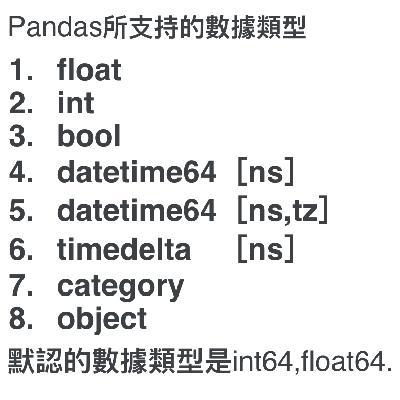 Pandas所支持的數據類型
1. float
2. int
3. bool
4. datetime64 [ns]
5. datetime64 [ns,tz]
6. timedelta [ns]
7. category
8. object
默認的數據類型是int64,float64.